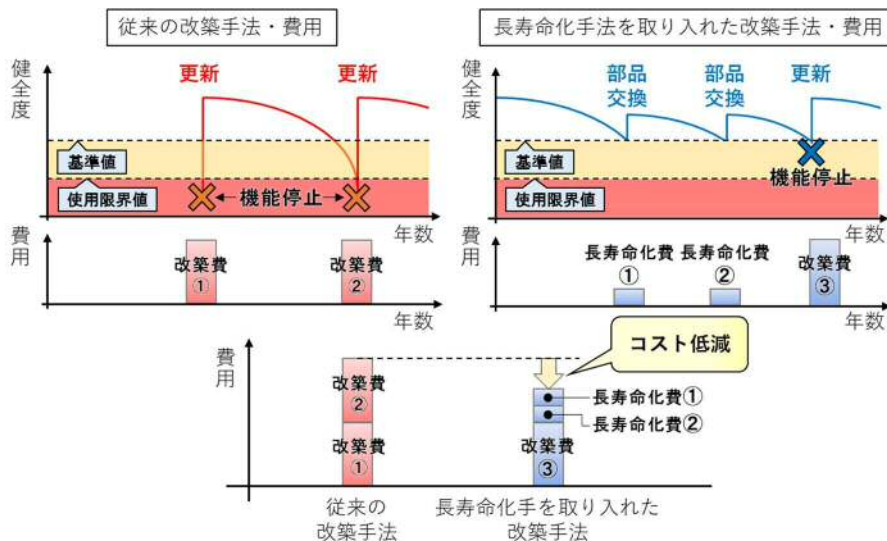 従来の改築手法・費用
健全度
更新
更新
基準値
使用限界値
機能停止
年数
費用
改築費
①
改築費
②
年数
長寿命化手法を取り入れた改築手法・費用
健全度
部品
交換
部品
交換
更新
基準値
使用限界値
機能停止
年数
費用
長寿命化費
①
長寿命化費
②
改築費
③
年数
費用
コスト低減
改築費
②
改築費
①
長寿命化費①
長寿命化費②
改築費
③
従来の
改築手法
長寿命化手を取り入れた
改築手法